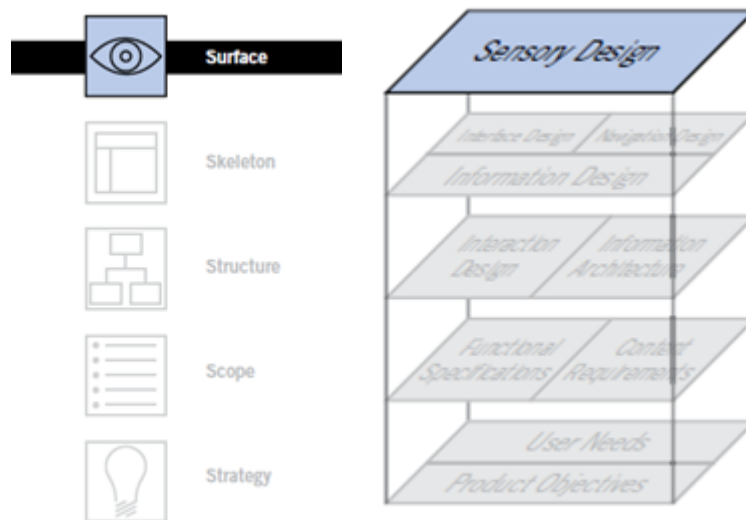 Surface
Skeleton
Structure
Scope
Strategy
Sensory Design
Interface Design
Navigation Design
Information Design
Interaction
Design
Information
Architecture
Functional
Specifications
Content
Requirements
User Needs
Product Objectives